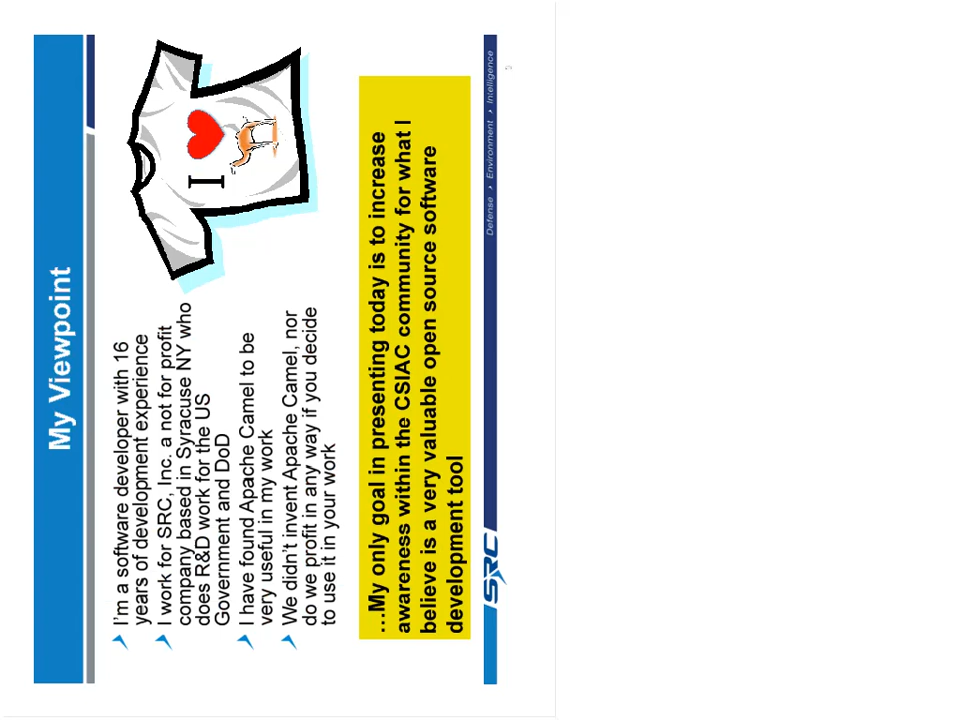 My Viewpoint
I'm a software developer with 16
years of development experience
I work for SRC, Inc. a not for profit
company based in Syracuse NY who
does R&D work for the US
Government and DoD
I have found Apache Camel to be
very useful in my work
We didn't invent Apache Camel, nor
do we profit in any way if you decide
to use it in your work
I
...My only goal in presenting today is to increase
awareness within the CSIAC community for what I
believe is a very valuable open source software
development tool
SRC
Defense › Environment › Intelligence